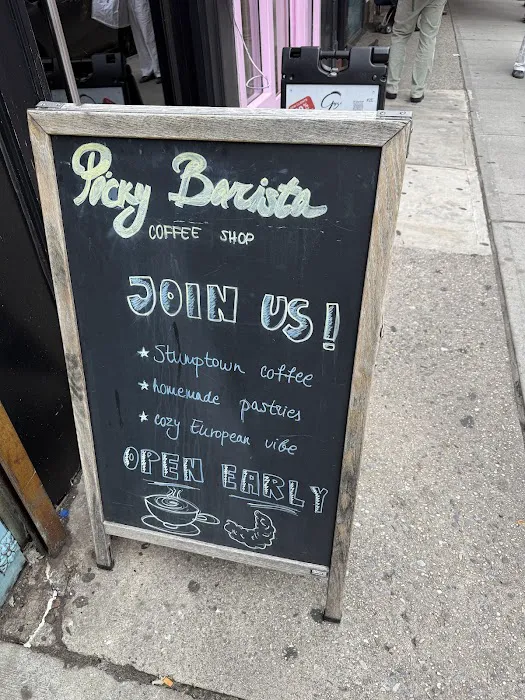 Picky Barista
COFFEE SHOP
JOIN US!
★ Stumptown coffee
★ homemade pastries
★ cozy European vibe
OPEN EARLY